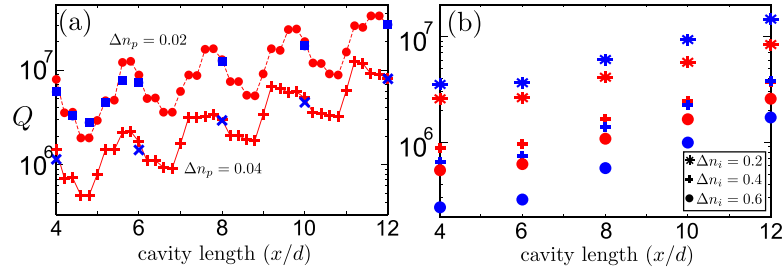 (a)
Δn_p = 0.02
Δn_p = 0.04
Q
10^7
10^6
4 6 8 10 12
cavity length (x/d)
(b)
10^7
10^6
Δn_i = 0.2
Δn_i = 0.4
Δn_i = 0.6
4 6 8 10 12
cavity length (x/d)